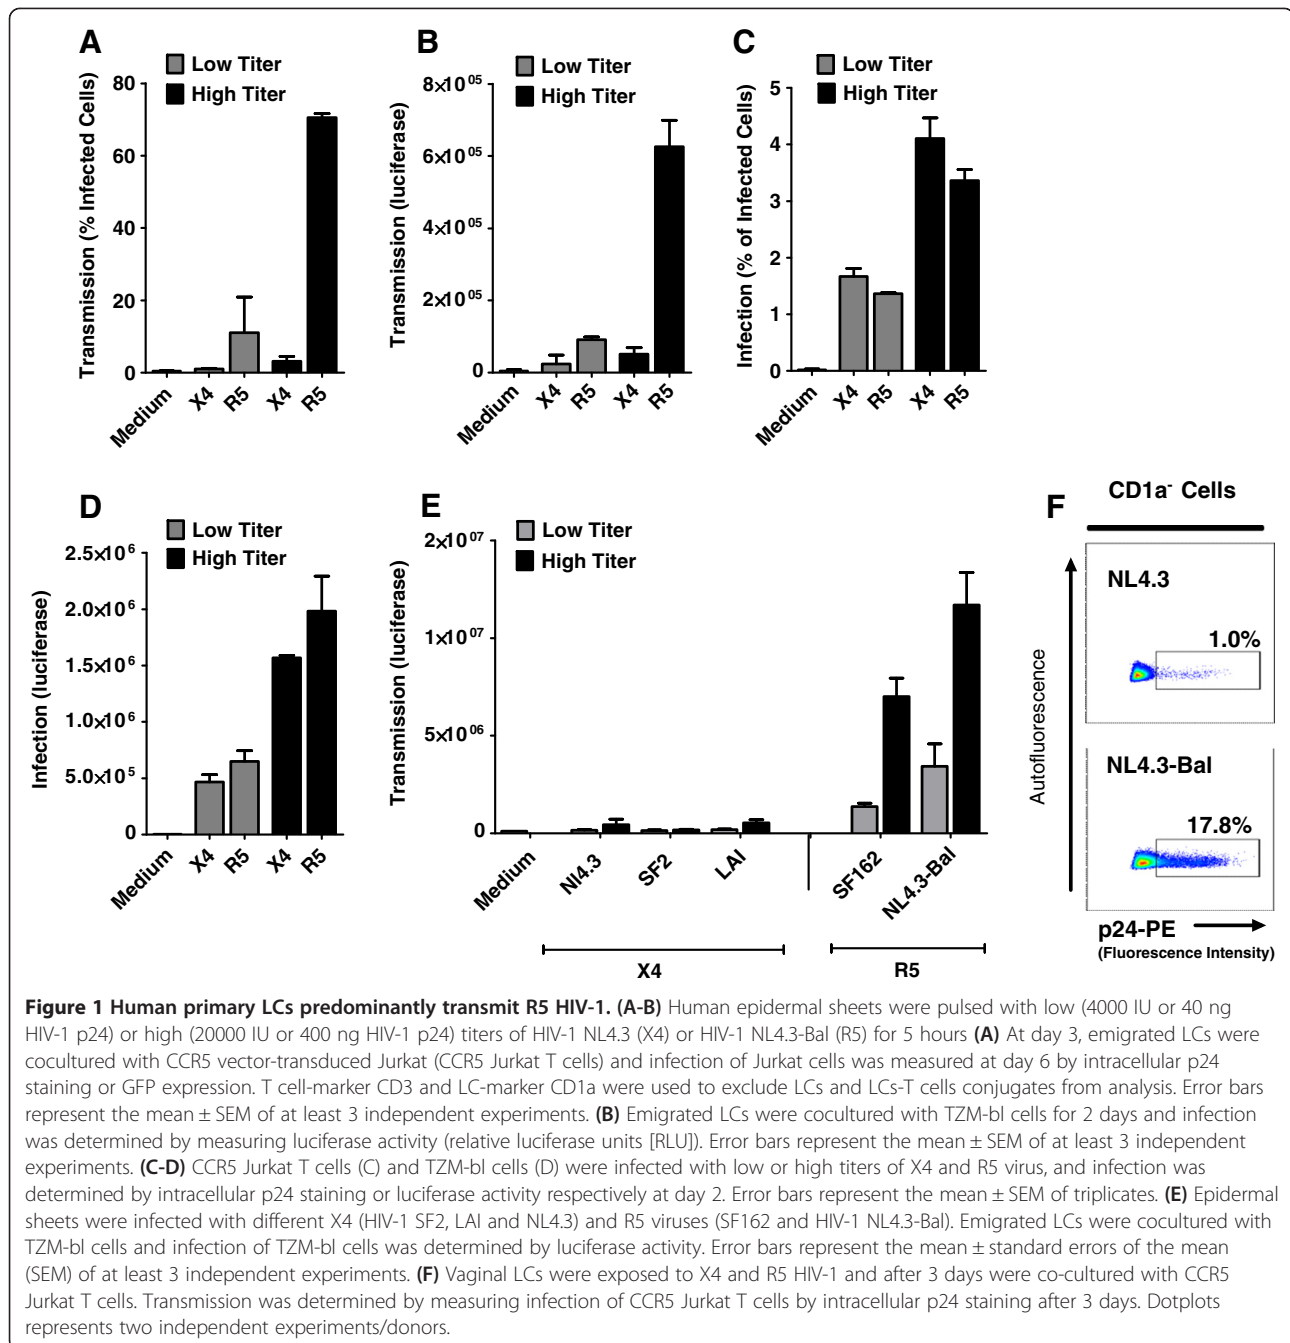 A
Low Titer
High Titer
Transmission (% Infected Cells)
80
60
40
20
0
Medium
X4
R5
X4
R5
B
Low Titer
High Titer
Transmission (luciferase)
8×10^05
6×10^05
4×10^05
2×10^05
0
Medium
X4
R5
X4
R5
C
Low Titer
High Titer
Infection (% of Infected Cells)
5
4
3
2
1
0
Medium
X4
R5
X4
R5
D
Low Titer
High Titer
Infection (luciferase)
2.5×10^6
2.0×10^6
1.5×10^6
1.0×10^6
5.0×10^5
0
Medium
X4
R5
X4
R5
E
Low Titer
High Titer
Transmission (luciferase)
2×10^07
1×10^07
5×10^06
0
Medium
Nl4.3
SF2
LAI
SF162
NL4.3-Bal
X4
R5
F
CD1a⁻ Cells
NL4.3
1.0%
NL4.3-Bal
17.8%
Autofluorescence
p24-PE
(Fluorescence Intensity)
Figure 1 Human primary LCs predominantly transmit R5 HIV-1. (A-B) Human epidermal sheets were pulsed with low (4000 IU or 40 ng
HIV-1 p24) or high (20000 IU or 400 ng HIV-1 p24) titers of HIV-1 NL4.3 (X4) or HIV-1 NL4.3-Bal (R5) for 5 hours (A) At day 3, emigrated LCs were
cocultured with CCR5 vector-transduced Jurkat (CCR5 Jurkat T cells) and infection of Jurkat cells was measured at day 6 by intracellular p24
staining or GFP expression. T cell-marker CD3 and LC-marker CD1a were used to exclude LCs and LCs-T cells conjugates from analysis. Error bars
represent the mean ± SEM of at least 3 independent experiments. (B) Emigrated LCs were cocultured with TZM-bl cells for 2 days and infection
was determined by measuring luciferase activity (relative luciferase units [RLU]). Error bars represent the mean ± SEM of at least 3 independent
experiments. (C-D) CCR5 Jurkat T cells (C) and TZM-bl cells (D) were infected with low or high titers of X4 and R5 virus, and infection was
determined by intracellular p24 staining or luciferase activity respectively at day 2. Error bars represent the mean ± SEM of triplicates. (E) Epidermal
sheets were infected with different X4 (HIV-1 SF2, LAI and NL4.3) and R5 viruses (SF162 and HIV-1 NL4.3-Bal). Emigrated LCs were cocultured with
TZM-bl cells and infection of TZM-bl cells was determined by luciferase activity. Error bars represent the mean ± standard errors of the mean
(SEM) of at least 3 independent experiments. (F) Vaginal LCs were exposed to X4 and R5 HIV-1 and after 3 days were co-cultured with CCR5
Jurkat T cells. Transmission was determined by measuring infection of CCR5 Jurkat T cells by intracellular p24 staining after 3 days. Dotplots
represents two independent experiments/donors.